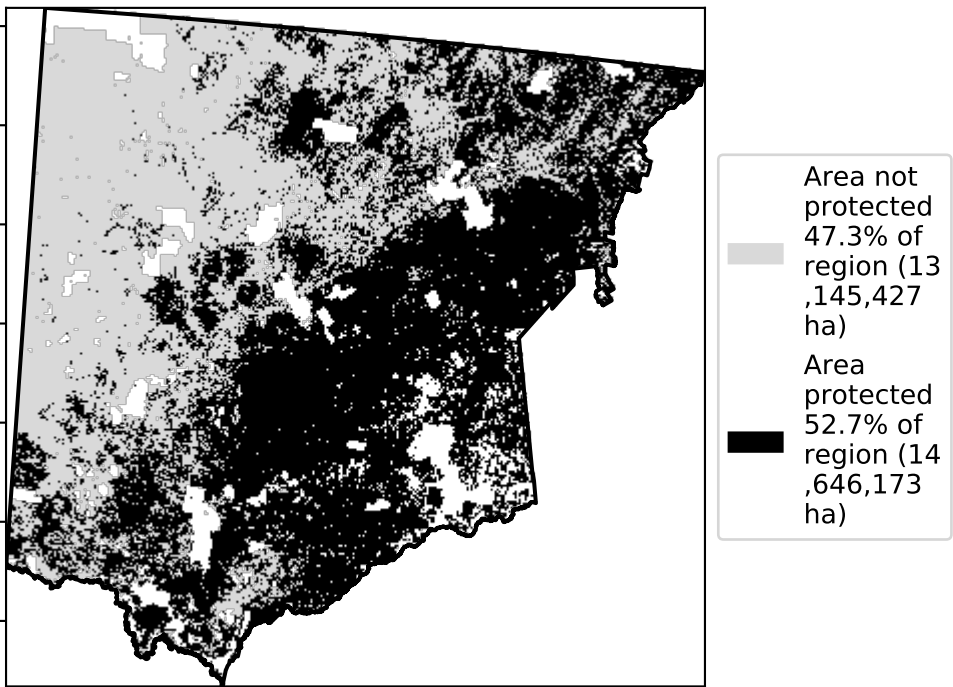 Area not
protected
47.3% of
region (13
,145,427
ha)
Area
protected
52.7% of
region (14
,646,173
ha)